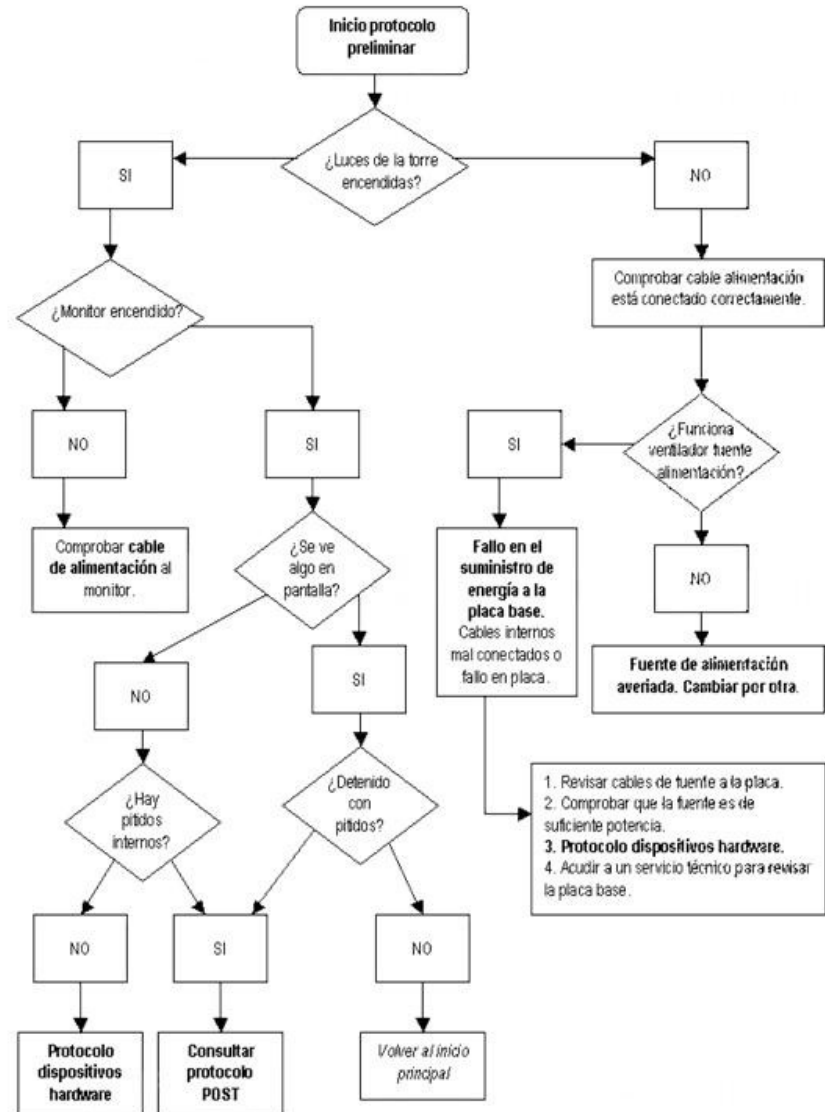 Inicio protocolo
preliminar
¿Luces de la torre
encendidas?
SI
NO
¿Monitor encendido?
Comprobar cable alimentación
está conectado correctamente.
NO
SI
SI
¿Funciona
ventilador fuente
alimentación?
Comprobar cable
de alimentación al
monitor.
¿Se ve
algo en
pantalla?
Fallo en el
suministro de
energía a la
placa base.
Cables internos
mal conectados o
fallo en placa.
NO
NO
SI
Fuente de alimentación
averiada. Cambiar por otra.
¿Hay
pitidos
internos?
¿Detenido
con
pitidos?
1. Revisar cables de fuente a la placa.
2. Comprobar que la fuente es de
suficiente potencia.
3. Protocolo dispositivos hardware.
4. Acudir a un servicio técnico para revisar
la placa base.
NO
SI
NO
Protocolo
dispositivos
hardware
Consultar
protocolo
POST
Volver al inicio
principal